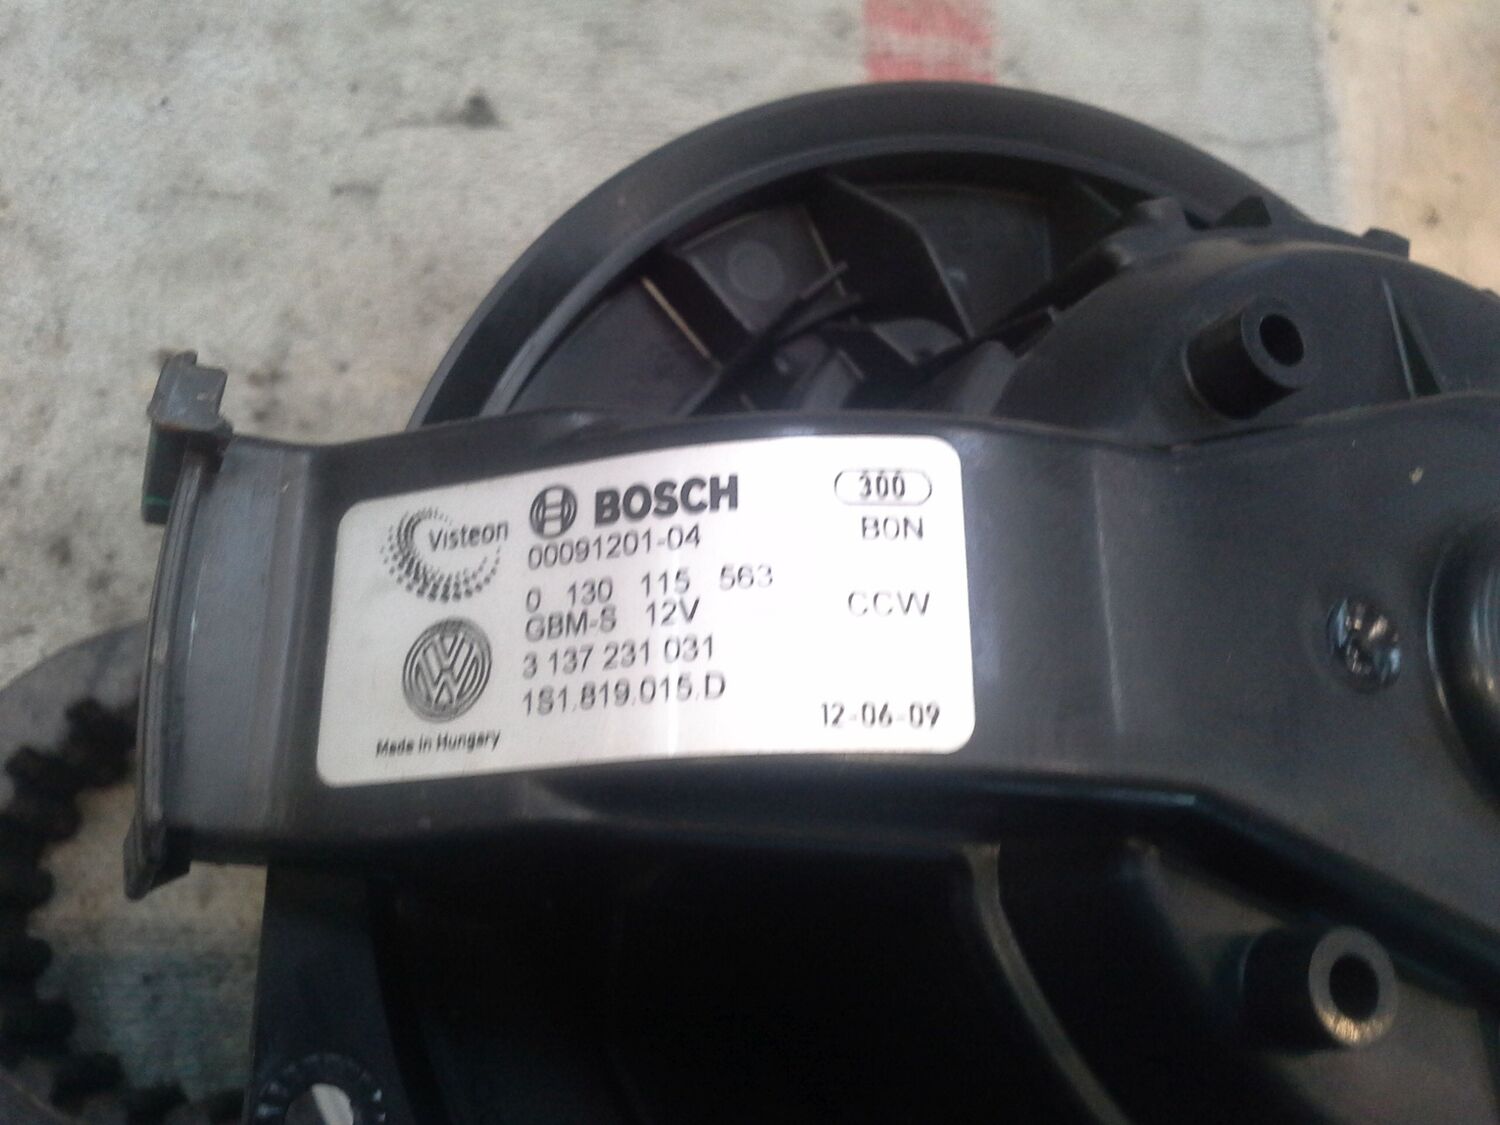 Visteon
BOSCH
00091201-04
0 130 115 563
GBM-S 12V
3 137 231 031
1S1.819.015.D
Made in Hungary
300
BON
CCW
12-06-09